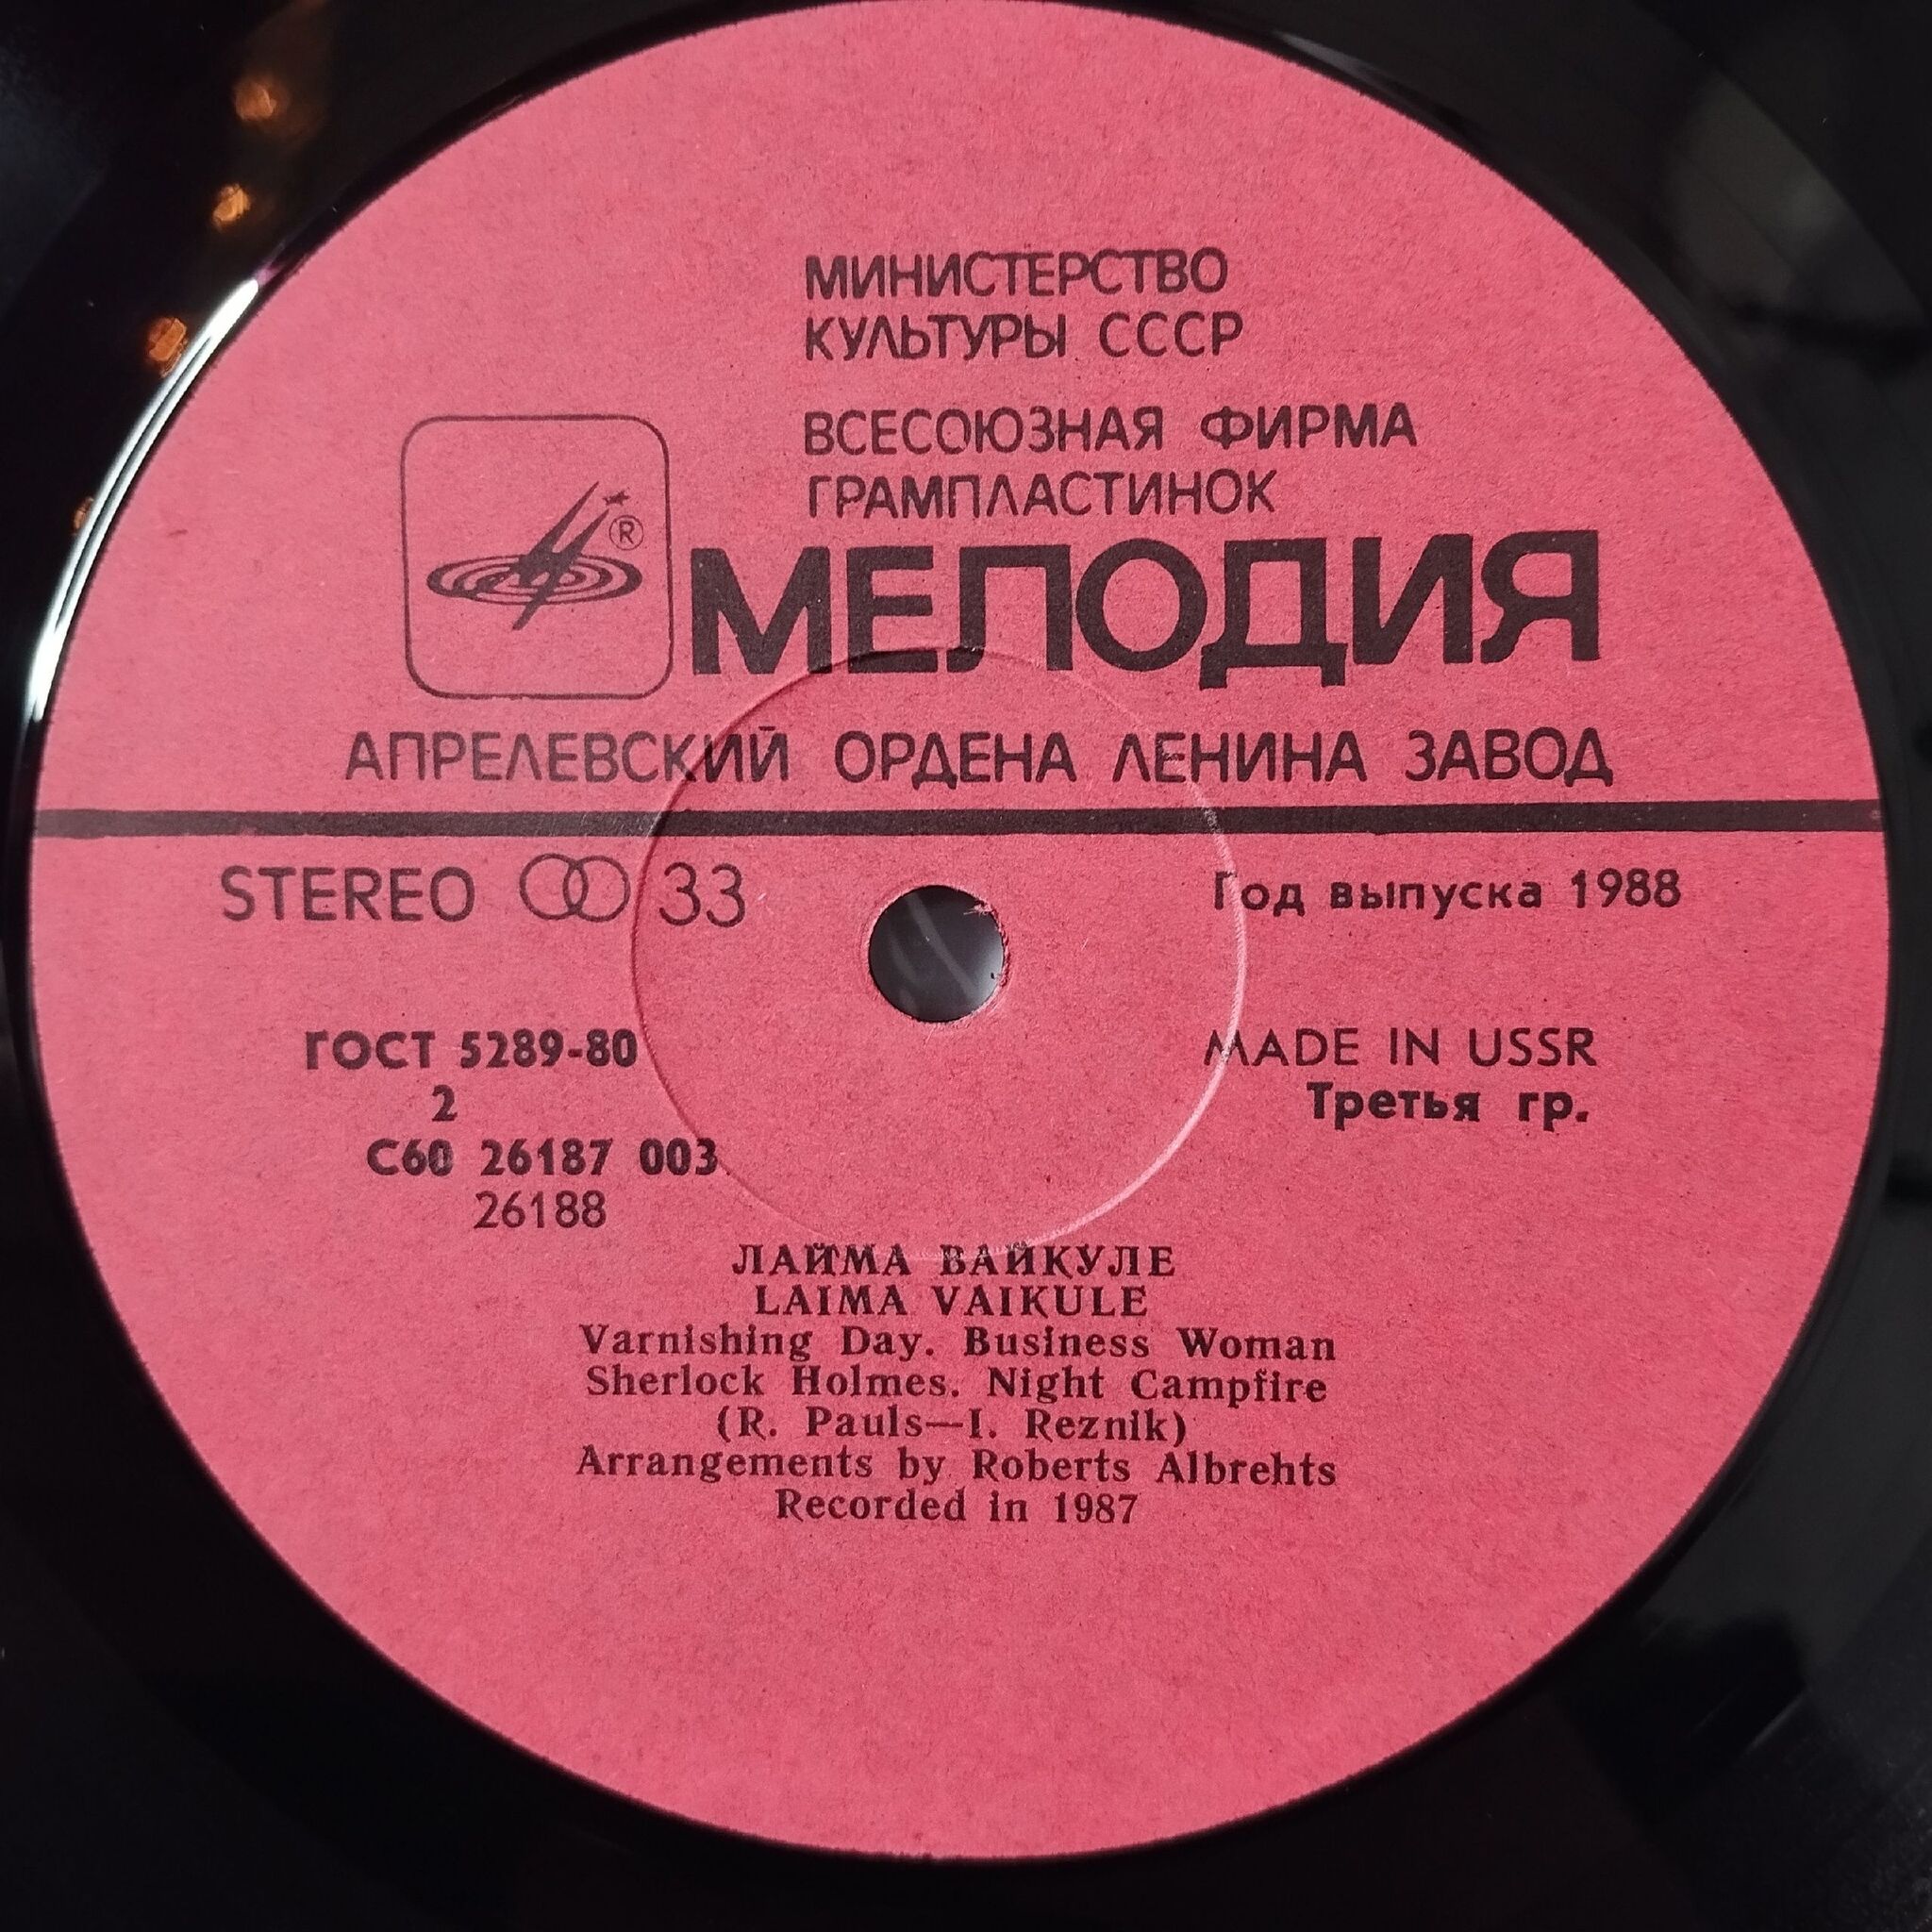 МИНИСТЕРСТВО
КУЛЬТУРЫ СССР
ВСЕСОЮЗНАЯ ФИРМА
ГРАМПЛАСТИНОК
®
МЕЛОДИЯ
АПРЕЛЕВСКИЙ ОРДЕНА ЛЕНИНА ЗАВОД
STEREO 33
Год выпуска 1988
ГОСТ 5289-80
MADE IN USSR
2
Третья гр.
С60 26187 003
26188
ЛАЙМА ВАЙКУЛЕ
LAIMA VAIKULE
Varnishing Day. Business Woman
Sherlock Holmes. Night Campfire
(R. Pauls—I. Reznik)
Arrangements by Roberts Albrehts
Recorded in 1987